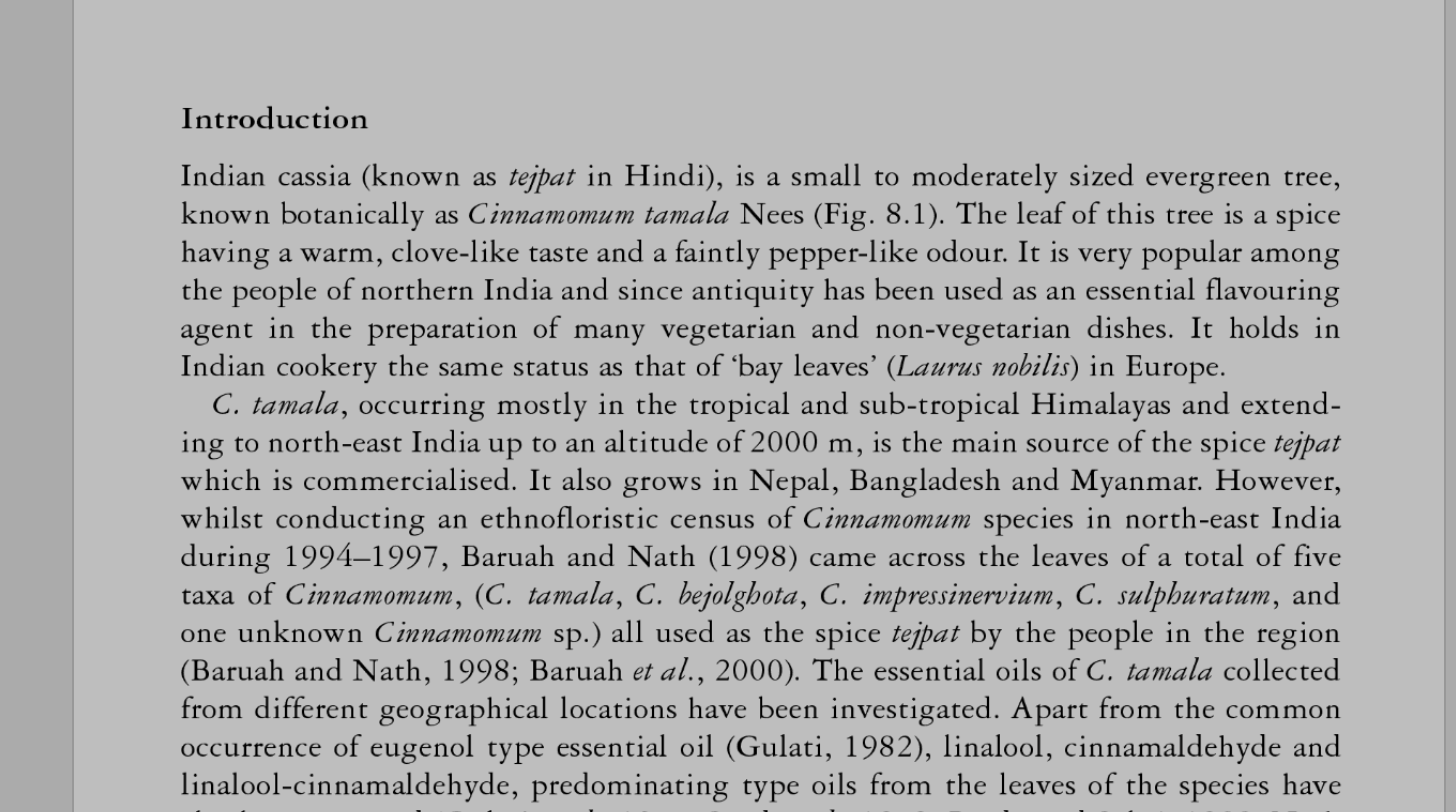 Introduction
Indian cassia (known as tejpat in Hindi), is a small to moderately sized evergreen tree,
known botanically as Cinnamomum tamala Nees (Fig. 8.1). The leaf of this tree is a spice
having a warm, clove-like taste and a faintly pepper-like odour. It is very popular among
the people of northern India and since antiquity has been used as an essential flavouring
agent in the preparation of many vegetarian and non-vegetarian dishes. It holds in
Indian cookery the same status as that of ‘bay leaves’ (Laurus nobilis) in Europe.
C. tamala, occurring mostly in the tropical and sub-tropical Himalayas and extend-
ing to north-east India up to an altitude of 2000 m, is the main source of the spice tejpat
which is commercialised. It also grows in Nepal, Bangladesh and Myanmar. However,
whilst conducting an ethnofloristic census of Cinnamomum species in north-east India
during 1994–1997, Baruah and Nath (1998) came across the leaves of a total of five
taxa of Cinnamomum, (C. tamala, C. bejolghota, C. impressinervium, C. sulphuratum, and
one unknown Cinnamomum sp.) all used as the spice tejpat by the people in the region
(Baruah and Nath, 1998; Baruah et al., 2000). The essential oils of C. tamala collected
from different geographical locations have been investigated. Apart from the common
occurrence of eugenol type essential oil (Gulati, 1982), linalool, cinnamaldehyde and
linalool-cinnamaldehyde, predominating type oils from the leaves of the species have